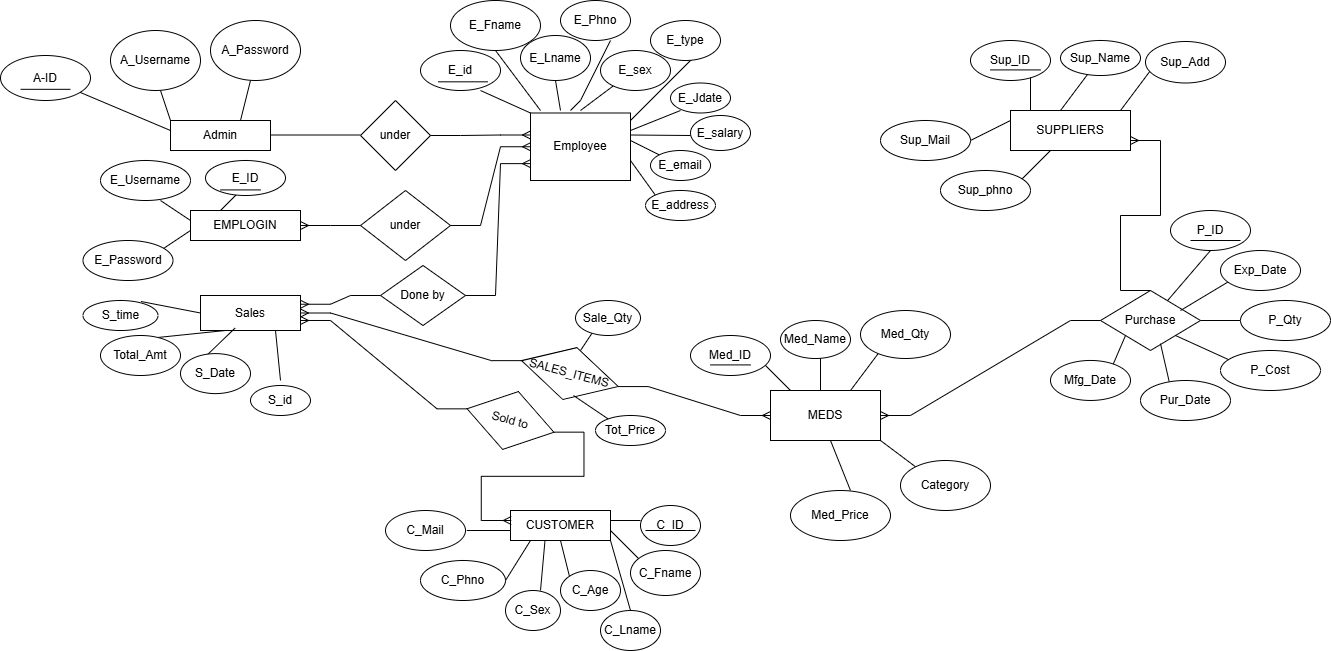 E_Fname
E_Phno
A_Username
A_Password
E_Lname
E_type
A-ID
E_id
E_sex
Sup_ID
Sup_Name
Sup_Add
E_Jdate
Admin
under
Employee
E_salary
SUPPLIERS
Sup_Mail
E_email
E_Username
E_ID
Sup_phno
E_address
EMPLOGIN
under
P_ID
E_Password
Exp_Date
Done by
S_time
Sales
Sale_Qty
Purchase
P_Qty
Med_ID
Med_Name
Med_Qty
Total_Amt
S_Date
SALES_ITEMS
P_Cost
Mfg_Date
S_id
Pur_Date
Sold to
Tot_Price
MEDS
Category
Med_Price
C_Mail
CUSTOMER
C_ID
C_Phno
C_Fname
C_Age
C_Sex
C_Lname